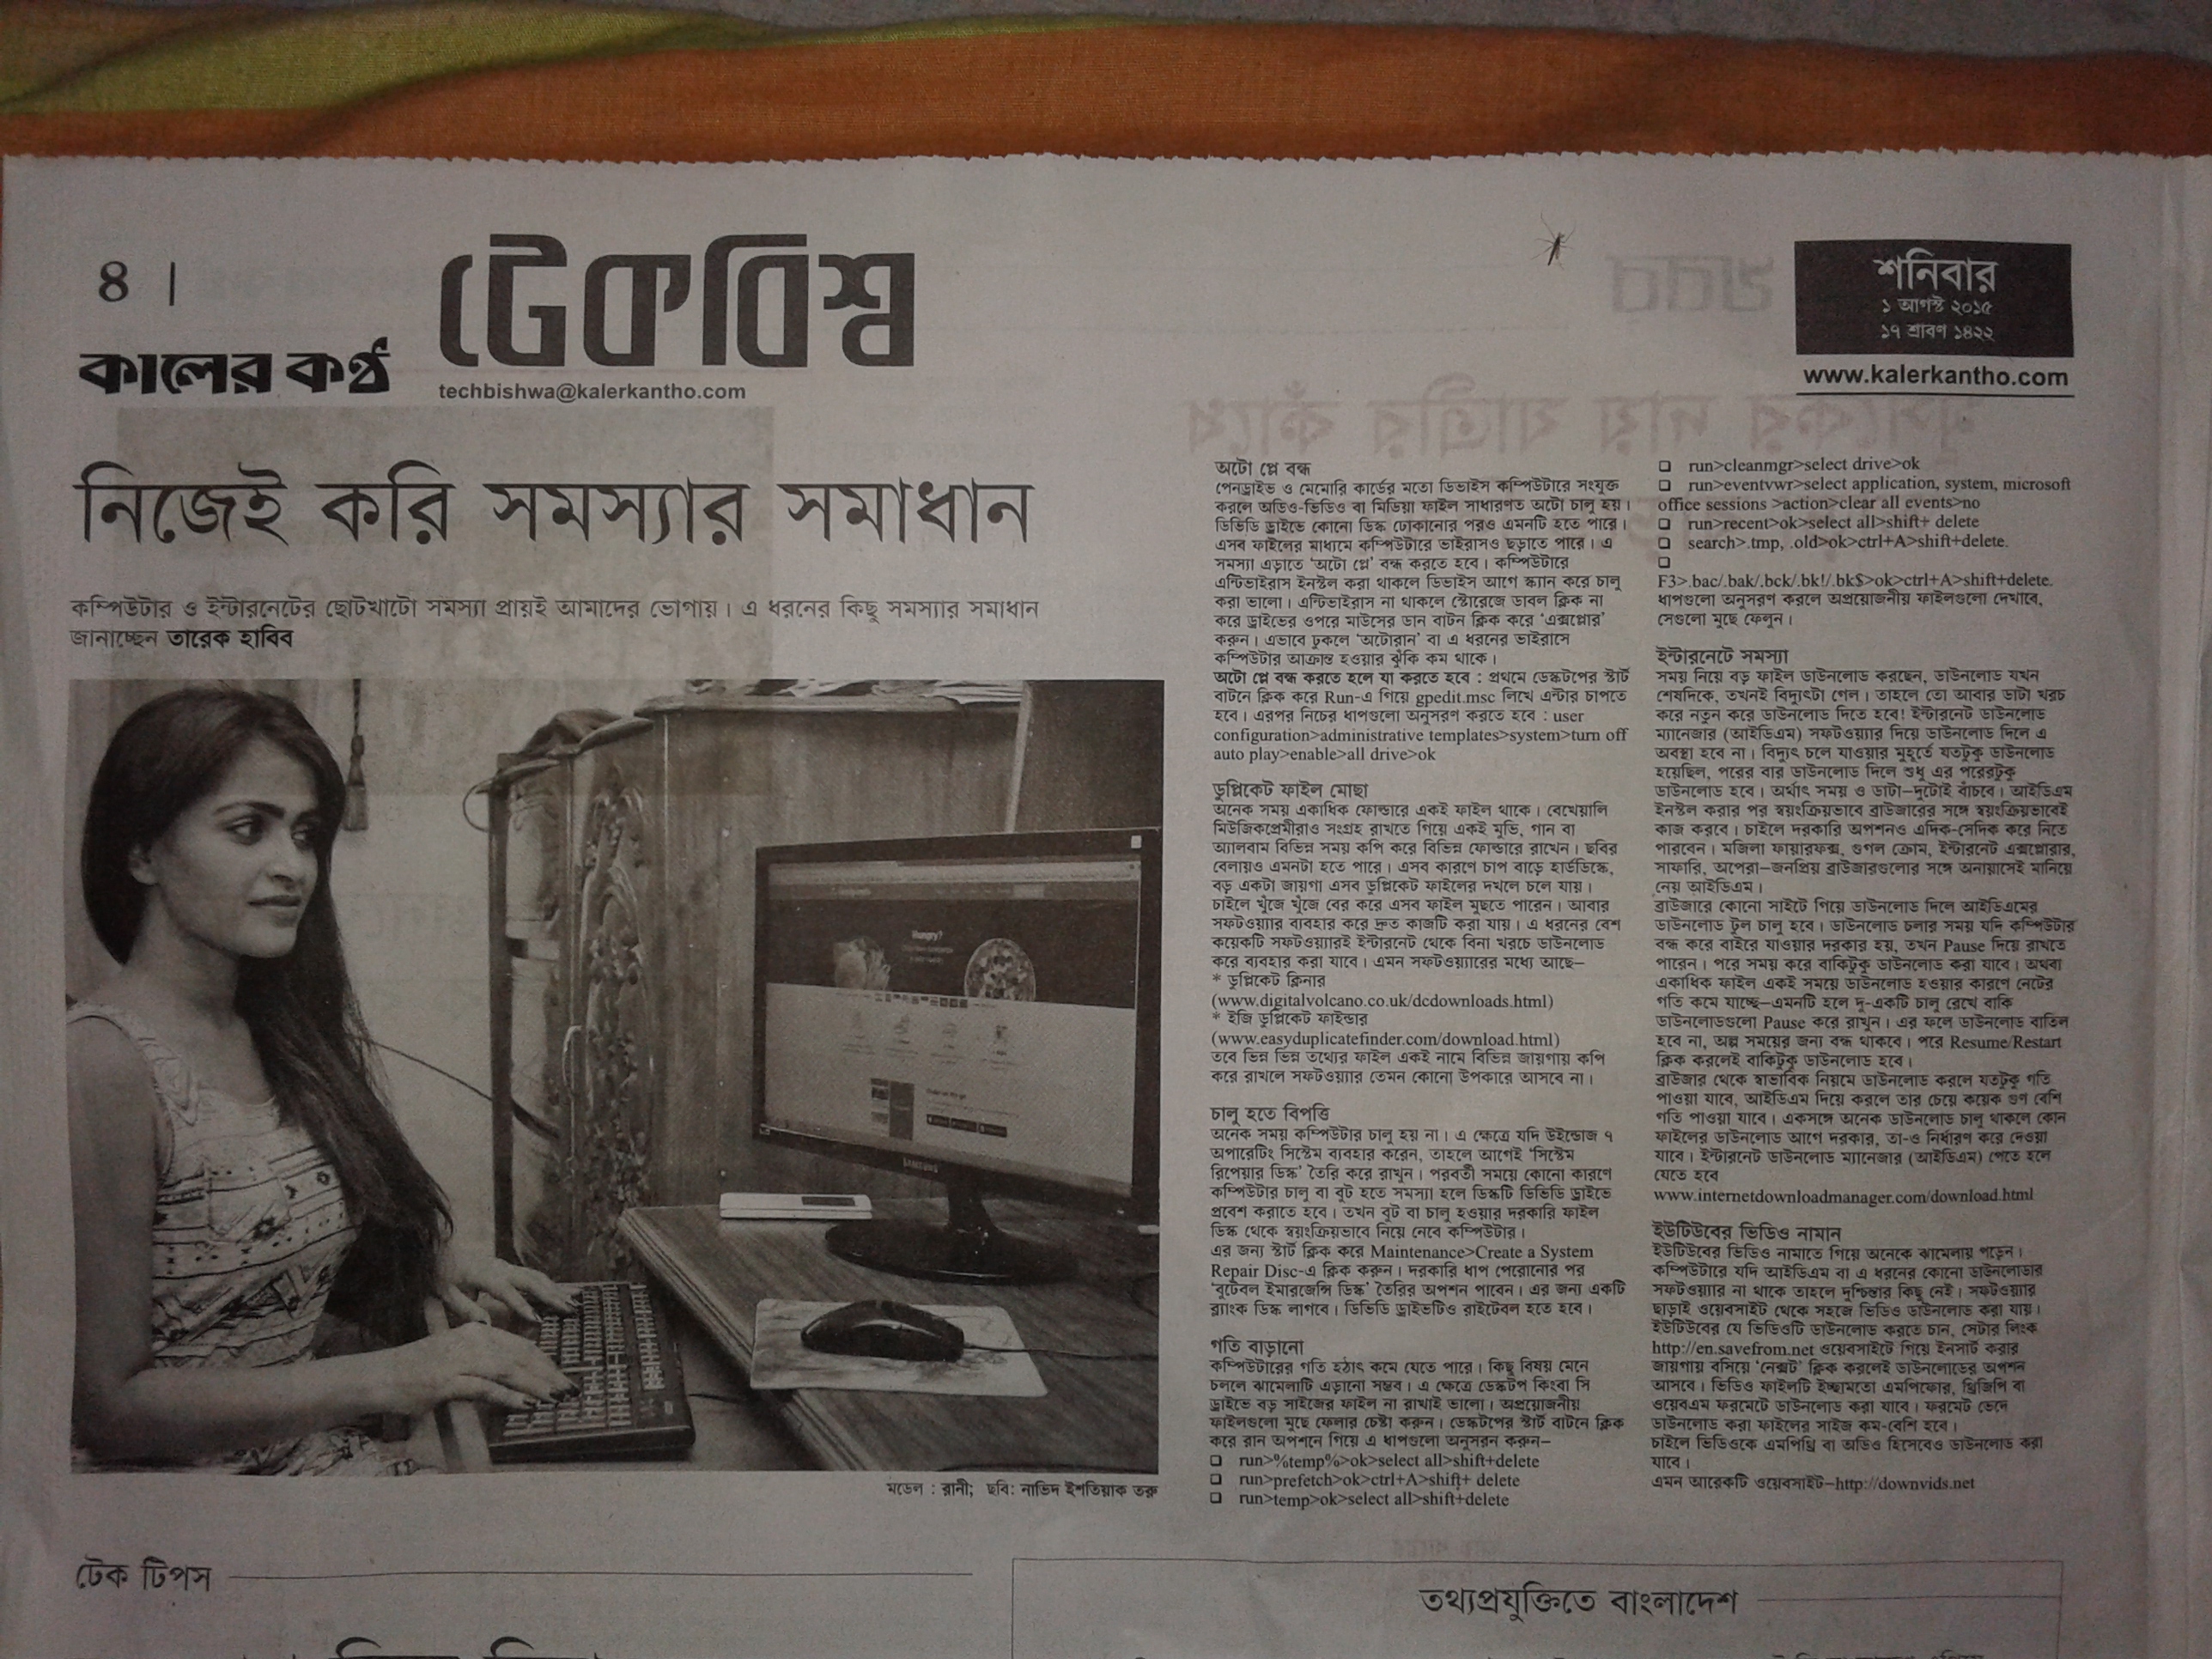 ৪ |
কালের কণ্ঠ
টেকবিশ্ব
techbishwa@kalerkantho.com
শনিবার
১ আগস্ট ২০১৫
১৭ শ্রাবণ ১৪২২
www.kalerkantho.com
নিজেই করি সমস্যার সমাধান
কম্পিউটার ও ইন্টারনেটের ছোটখাটো সমস্যা প্রায়ই আমাদের ভোগায়। এ ধরনের কিছু সমস্যার সমাধান
জানাচ্ছেন তারেক হাবিব
Hungry?
SAMSUNG
মডেল : রানী; ছবি: নাভিদ ইশতিয়াক তরু
অটো প্লে বন্ধ
পেনড্রাইভ ও মেমোরি কার্ডের মতো ডিভাইস কম্পিউটারে সংযুক্ত
করলে অডিও-ভিডিও বা মিডিয়া ফাইল সাধারণত অটো চালু হয়।
ডিভিডি ড্রাইভে কোনো ডিস্ক ঢোকানোর পরও এমনটি হতে পারে।
এসব ফাইলের মাধ্যমে কম্পিউটারে ভাইরাসও ছড়াতে পারে। এ
সমস্যা এড়াতে 'অটো প্লে' বন্ধ করতে হবে। কম্পিউটারে
এন্টিভাইরাস ইনস্টল করা থাকলে ডিভাইস আগে স্ক্যান করে চালু
করা ভালো। এন্টিভাইরাস না থাকলে স্টোরেজে ডাবল ক্লিক না
করে ড্রাইভের ওপরে মাউসের ডান বাটন ক্লিক করে 'এক্সপ্লোর'
করুন। এভাবে ঢুকলে 'অটোরান' বা এ ধরনের ভাইরাসে
কম্পিউটার আক্রান্ত হওয়ার ঝুঁকি কম থাকে।
অটো প্লে বন্ধ করতে হলে যা করতে হবে : প্রথমে ডেস্কটপের স্টার্ট
বাটনে ক্লিক করে Run-এ গিয়ে gpedit.msc লিখে এন্টার চাপতে
হবে। এরপর নিচের ধাপগুলো অনুসরণ করতে হবে : user
configuration>administrative templates>system>turn off
auto play>enable>all drive>ok
ডুপ্লিকেট ফাইল মোছা
অনেক সময় একাধিক ফোল্ডারে একই ফাইল থাকে। বেখেয়ালি
মিউজিকপ্রেমীরাও সংগ্রহ রাখতে গিয়ে একই মুভি, গান বা
অ্যালবাম বিভিন্ন সময় কপি করে বিভিন্ন ফোল্ডারে রাখেন। ছবির
বেলায়ও এমনটা হতে পারে। এসব কারণে চাপ বাড়ে হার্ডডিস্কে,
বড় একটা জায়গা এসব ডুপ্লিকেট ফাইলের দখলে চলে যায়।
চাইলে খুঁজে খুঁজে বের করে এসব ফাইল মুছতে পারেন। আবার
সফটওয়্যার ব্যবহার করে দ্রুত কাজটি করা যায়। এ ধরনের বেশ
কয়েকটি সফটওয়্যারই ইন্টারনেট থেকে বিনা খরচে ডাউনলোড
করে ব্যবহার করা যাবে। এমন সফটওয়্যারের মধ্যে আছে–
* ডুপ্লিকেট ক্লিনার
(www.digitalvolcano.co.uk/dcdownloads.html)
* ইজি ডুপ্লিকেট ফাইন্ডার
(www.easyduplicatefinder.com/download.html)
তবে ভিন্ন ভিন্ন তথ্যের ফাইল একই নামে বিভিন্ন জায়গায় কপি
করে রাখলে সফটওয়্যার তেমন কোনো উপকারে আসবে না।
চালু হতে বিপত্তি
অনেক সময় কম্পিউটার চালু হয় না। এ ক্ষেত্রে যদি উইন্ডোজ ৭
অপারেটিং সিস্টেম ব্যবহার করেন, তাহলে আগেই 'সিস্টেম
রিপেয়ার ডিস্ক' তৈরি করে রাখুন। পরবর্তী সময়ে কোনো কারণে
কম্পিউটার চালু বা বুট হতে সমস্যা হলে ডিস্কটি ডিভিডি ড্রাইভে
প্রবেশ করাতে হবে। তখন বুট বা চালু হওয়ার দরকারি ফাইল
ডিস্ক থেকে স্বয়ংক্রিয়ভাবে নিয়ে নেবে কম্পিউটার।
এর জন্য স্টার্ট ক্লিক করে Maintenance>Create a System
Repair Disc-এ ক্লিক করুন। দরকারি ধাপ পেরোনোর পর
'বুটেবল ইমারজেন্সি ডিস্ক' তৈরির অপশন পাবেন। এর জন্য একটি
ব্ল্যাংক ডিস্ক লাগবে। ডিভিডি ড্রাইভটিও রাইটেবল হতে হবে।
গতি বাড়ানো
কম্পিউটারের গতি হঠাৎ কমে যেতে পারে। কিছু বিষয় মেনে
চললে ঝামেলাটি এড়ানো সম্ভব। এ ক্ষেত্রে ডেস্কটপ কিংবা সি
ড্রাইভে বড় সাইজের ফাইল না রাখাই ভালো। অপ্রয়োজনীয়
ফাইলগুলো মুছে ফেলার চেষ্টা করুন। ডেস্কটপের স্টার্ট বাটনে ক্লিক
করে রান অপশনে গিয়ে এ ধাপগুলো অনুসরন করুন–
❑ run>%temp%>ok>select all>shift+delete
❑ run>prefetch>ok>ctrl+A>shift+ delete
❑ run>temp>ok>select all>shift+delete
❑ run>cleanmgr>select drive>ok
❑ run>eventvwr>select application, system, microsoft
office sessions >action>clear all events>no
❑ run>recent>ok>select all>shift+ delete
❑ search>.tmp, .old>ok>ctrl+A>shift+delete.
❑
F3>.bac/.bak/.bck/.bk!/.bk$>ok>ctrl+A>shift+delete.
ধাপগুলো অনুসরণ করলে অপ্রয়োজনীয় ফাইলগুলো দেখাবে,
সেগুলো মুছে ফেলুন।
ইন্টারনেটে সমস্যা
সময় নিয়ে বড় ফাইল ডাউনলোড করছেন, ডাউনলোড যখন
শেষদিকে, তখনই বিদ্যুৎটা গেল। তাহলে তো আবার ডাটা খরচ
করে নতুন করে ডাউনলোড দিতে হবে! ইন্টারনেট ডাউনলোড
ম্যানেজার (আইডিএম) সফটওয়্যার দিয়ে ডাউনলোড দিলে এ
অবস্থা হবে না। বিদ্যুৎ চলে যাওয়ার মুহূর্তে যতটুকু ডাউনলোড
হয়েছিল, পরের বার ডাউনলোড দিলে শুধু এর পরেরটুকু
ডাউনলোড হবে। অর্থাৎ সময় ও ডাটা–দুটোই বাঁচবে। আইডিএম
ইনস্টল করার পর স্বয়ংক্রিয়ভাবে ব্রাউজারের সঙ্গে স্বয়ংক্রিয়ভাবেই
কাজ করবে। চাইলে দরকারি অপশনও এদিক-সেদিক করে নিতে
পারবেন। মজিলা ফায়ারফক্স, গুগল ক্রোম, ইন্টারনেট এক্সপ্লোরার,
সাফারি, অপেরা–জনপ্রিয় ব্রাউজারগুলোর সঙ্গে অনায়াসেই মানিয়ে
নেয় আইডিএম।
ব্রাউজারে কোনো সাইটে গিয়ে ডাউনলোড দিলে আইডিএমের
ডাউনলোড টুল চালু হবে। ডাউনলোড চলার সময় যদি কম্পিউটার
বন্ধ করে বাইরে যাওয়ার দরকার হয়, তখন Pause দিয়ে রাখতে
পারেন। পরে সময় করে বাকিটুকু ডাউনলোড করা যাবে। অথবা
একাধিক ফাইল একই সময়ে ডাউনলোড হওয়ার কারণে নেটের
গতি কমে যাচ্ছে–এমনটি হলে দু-একটি চালু রেখে বাকি
ডাউনলোডগুলো Pause করে রাখুন। এর ফলে ডাউনলোড বাতিল
হবে না, অল্প সময়ের জন্য বন্ধ থাকবে। পরে Resume/Restart
ক্লিক করলেই বাকিটুকু ডাউনলোড হবে।
ব্রাউজার থেকে স্বাভাবিক নিয়মে ডাউনলোড করলে যতটুকু গতি
পাওয়া যাবে, আইডিএম দিয়ে করলে তার চেয়ে কয়েক গুণ বেশি
গতি পাওয়া যাবে। একসঙ্গে অনেক ডাউনলোড চালু থাকলে কোন
ফাইলের ডাউনলোড আগে দরকার, তা-ও নির্ধারণ করে দেওয়া
যাবে। ইন্টারনেট ডাউনলোড ম্যানেজার (আইডিএম) পেতে হলে
যেতে হবে
www.internetdownloadmanager.com/download.html
ইউটিউবের ভিডিও নামান
ইউটিউবের ভিডিও নামাতে গিয়ে অনেকে ঝামেলায় পড়েন।
কম্পিউটারে যদি আইডিএম বা এ ধরনের কোনো ডাউনলোডার
সফটওয়্যার না থাকে তাহলে দুশ্চিন্তার কিছু নেই। সফটওয়্যার
ছাড়াই ওয়েবসাইট থেকে সহজে ভিডিও ডাউনলোড করা যায়।
ইউটিউবের যে ভিডিওটি ডাউনলোড করতে চান, সেটার লিংক
http://en.savefrom.net ওয়েবসাইটে গিয়ে ইনসার্ট করার
জায়গায় বসিয়ে 'নেক্সট' ক্লিক করলেই ডাউনলোডের অপশন
আসবে। ভিডিও ফাইলটি ইচ্ছামতো এমপিফোর, থ্রিজিপি বা
ওয়েবএম ফরমেটে ডাউনলোড করা যাবে। ফরমেট ভেদে
ডাউনলোড করা ফাইলের সাইজ কম-বেশি হবে।
চাইলে ভিডিওকে এমপিথ্রি বা অডিও হিসেবেও ডাউনলোড করা
যাবে।
এমন আরেকটি ওয়েবসাইট–http://downvids.net
টেক টিপস
তথ্যপ্রযুক্তিতে বাংলাদেশ